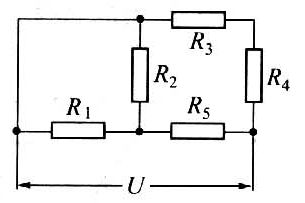 R₃
R₂ R₄
R₁ R₅
U